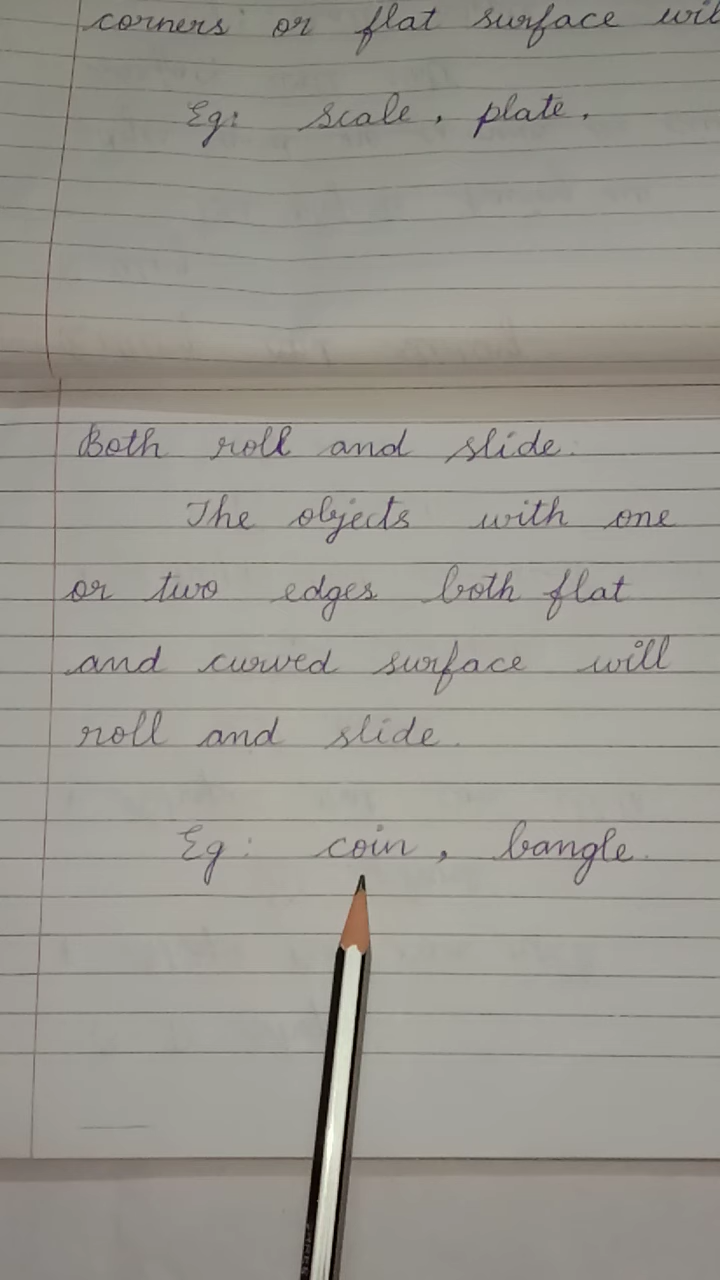 corners or flat surface will
Eg: scale, plate.
Both roll and slide.
The objects with one
or two edges both flat
and curved surface will
roll and slide.
Eg: coin, bangle.